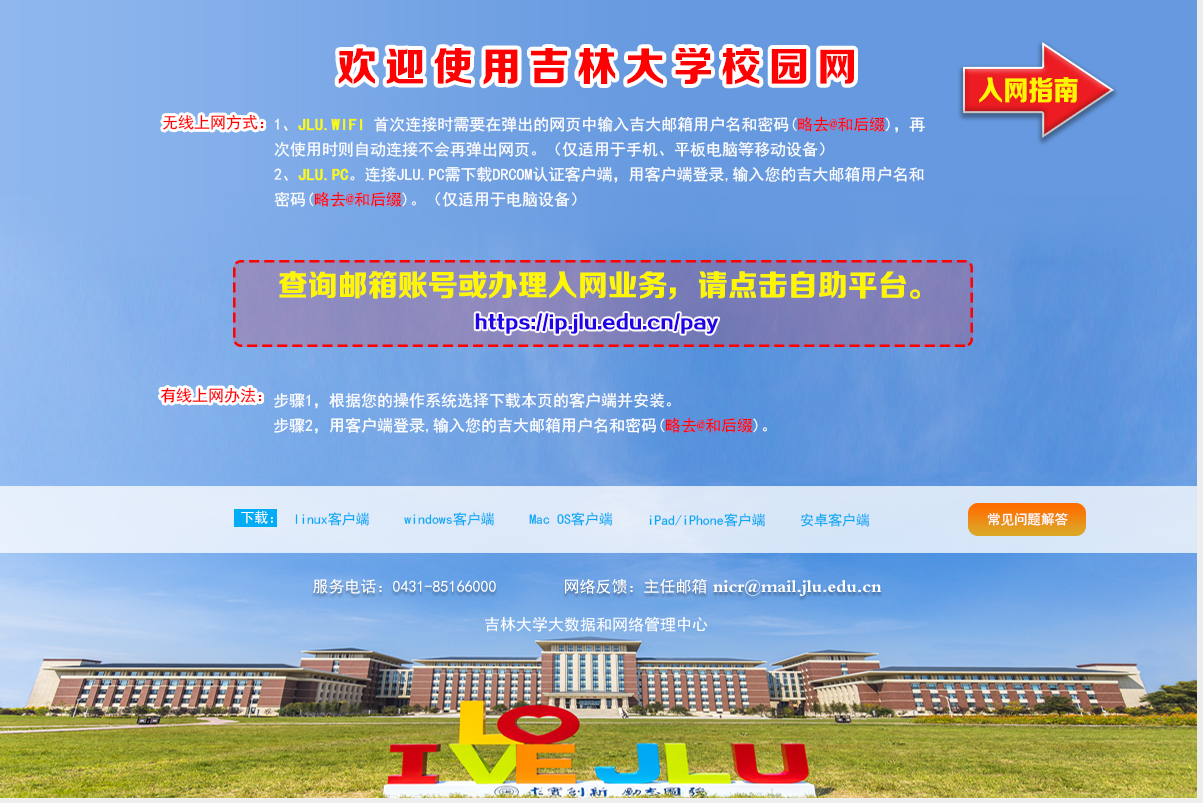 欢迎使用吉林大学校园网
入网指南
无线上网方式：
1、JLU.WIFI 首次连接时需要在弹出的网页中输入吉大邮箱用户名和密码(略去@和后缀)，再
次使用时则自动连接不会再弹出网页。（仅适用于手机、平板电脑等移动设备）
2、JLU.PC。连接JLU.PC需下载DRCOM认证客户端，用客户端登录,输入您的吉大邮箱用户名和
密码(略去@和后缀)。（仅适用于电脑设备）
查询邮箱账号或办理入网业务，请点击自助平台。
https://ip.jlu.edu.cn/pay
有线上网办法：
步骤1，根据您的操作系统选择下载本页的客户端并安装。
步骤2，用客户端登录,输入您的吉大邮箱用户名和密码(略去@和后缀)。
下载： linux客户端 windows客户端 Mac OS客户端 iPad/iPhone客户端 安卓客户端 常见问题解答
服务电话：0431-85166000 网络反馈：主任邮箱 nicr@mail.jlu.edu.cn
吉林大学大数据和网络管理中心
LO
I VE JLU
求实创新 励志图强